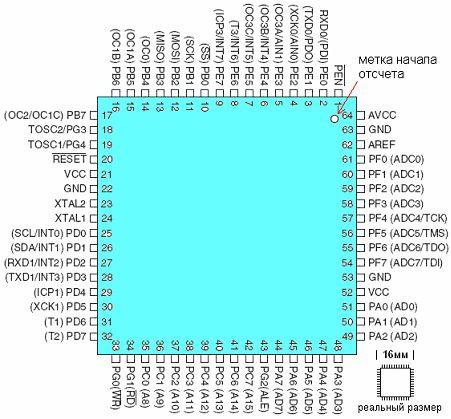 (OC1B) PB6
(OC1A) PB5
(OC0) PB4
(MISO) PB3
(MOSI) PB2
(SCK) PB1
(SS) PB0
(ICP3/INT7) PE7
(T3/INT6) PE6
(OC3C/INT5) PE5
(OC3B/INT4) PE4
(OC3A/AIN1) PE3
(XCK0/AIN0) PE2
(TXD0/PDO) PE1
RXD0/(PDI) PE0
PEN
метка начала
отсчета
16 15 14 13 12 11 10 9 8 7 6 5 4 3 2 1
(OC2/OC1C) PB7 17
TOSC2/PG3 18
TOSC1/PG4 19
RESET 20
VCC 21
GND 22
XTAL2 23
XTAL1 24
(SCL/INT0) PD0 25
(SDA/INT1) PD1 26
(RXD1/INT2) PD2 27
(TXD1/INT3) PD3 28
(ICP1) PD4 29
(XCK1) PD5 30
(T1) PD6 31
(T2) PD7 32
64 AVCC
63 GND
62 AREF
61 PF0 (ADC0)
60 PF1 (ADC1)
59 PF2 (ADC2)
58 PF3 (ADC3)
57 PF4 (ADC4/TCK)
56 PF5 (ADC5/TMS)
55 PF6 (ADC6/TDO)
54 PF7 (ADC7/TDI)
53 GND
52 VCC
51 PA0 (AD0)
50 PA1 (AD1)
49 PA2 (AD2)
33 34 35 36 37 38 39 40 41 42 43 44 45 46 47 48
PG0(WR)
PG1(RD)
PC0 (A8)
PC1 (A9)
PC2 (A10)
PC3 (A11)
PC4 (A12)
PC5 (A13)
PC6 (A14)
PC7 (A15)
PG2(ALE)
PA7 (AD7)
PA6 (AD6)
PA5 (AD5)
PA4 (AD4)
PA3 (AD3)
16мм
реальный размер